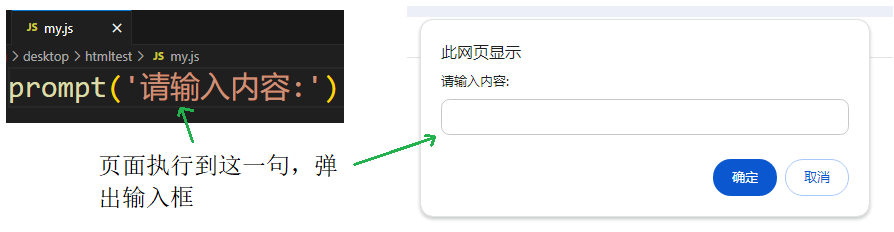 JS my.js ×
desktop > htmltest > JS my.js
prompt('请输入内容:')
页面执行到这一句，弹
出输入框
此网页显示
请输入内容:
确定 取消